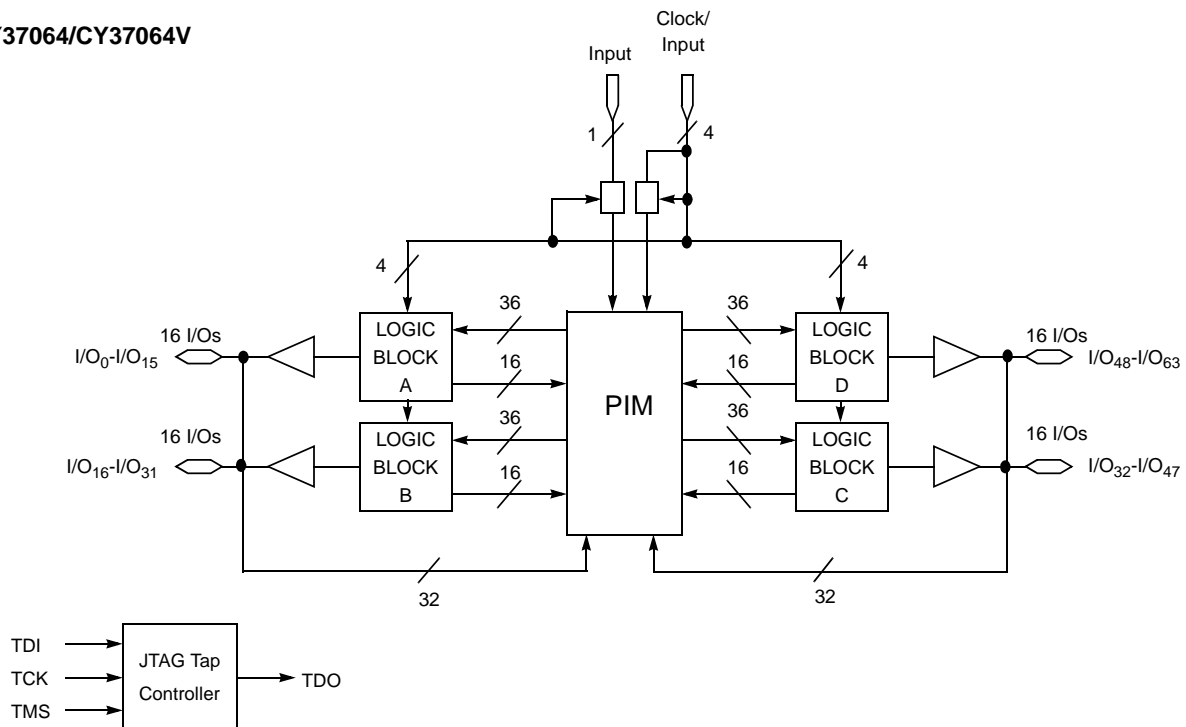 Y37064/CY37064V
Clock/
Input
Input
1
4
4
4
36
36
16 I/Os
LOGIC
BLOCK
A
I/O0-I/O15
16
PIM
LOGIC
BLOCK
D
16
16 I/Os
I/O48-I/O63
36
36
16 I/Os
LOGIC
BLOCK
B
I/O16-I/O31
16
LOGIC
BLOCK
C
16
16 I/Os
I/O32-I/O47
32
32
TDI
TCK
TMS
JTAG Tap
Controller
TDO